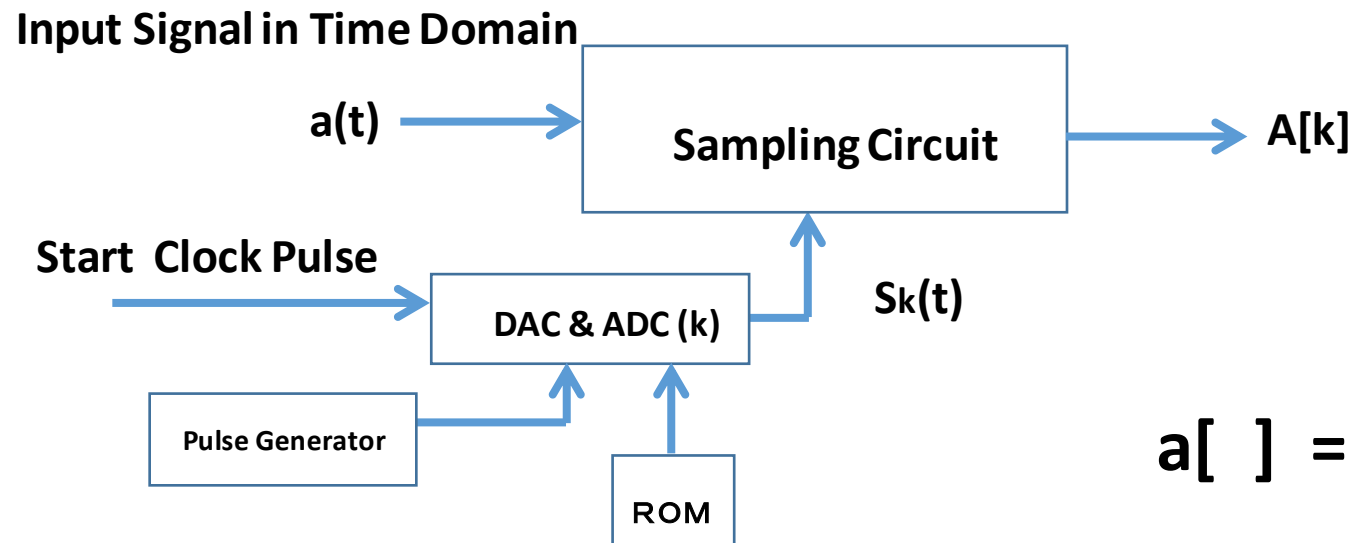 Input Signal in Time Domain
a(t)
Sampling Circuit
A[k]
Start Clock Pulse
DAC & ADC (k)
Sk(t)
Pulse Generator
a[ ] =
ROM